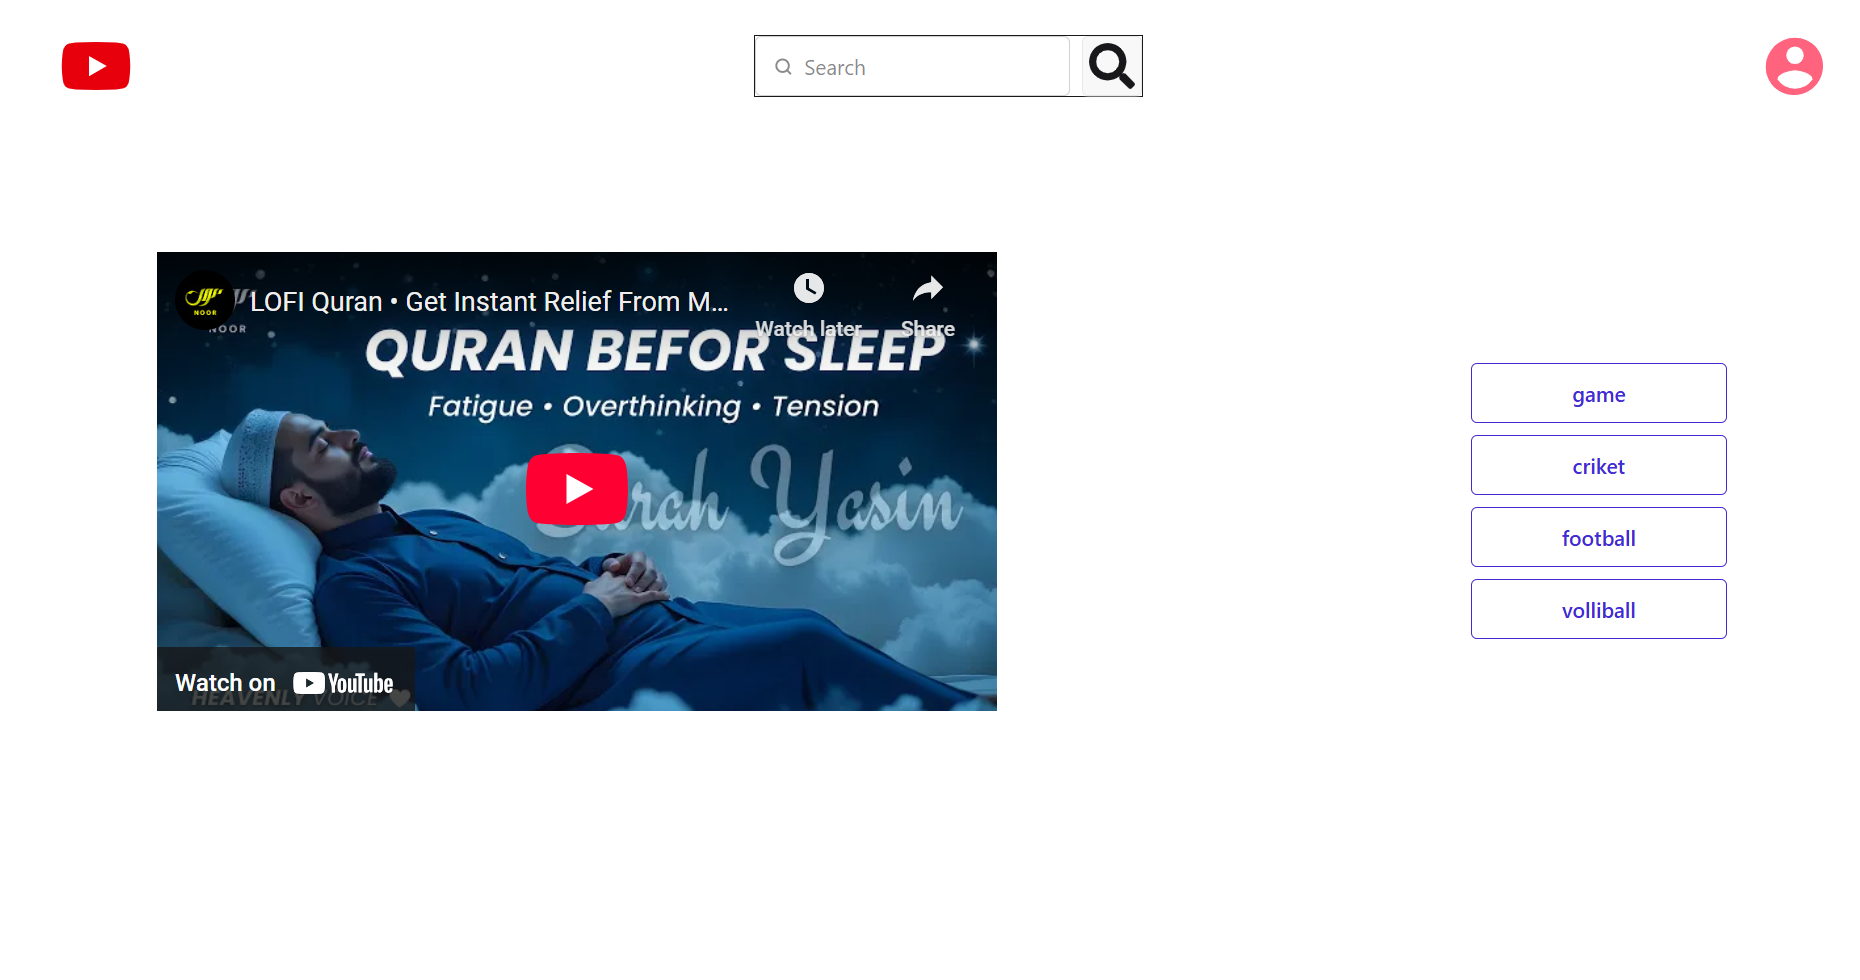 Search
LOFI Quran • Get Instant Relief From M...
Watch later
Share
NOOR
NOOR
QURAN BEFOR SLEEP
Fatigue • Overthinking • Tension
Surah Yasin
Watch on YouTube
HEAVENLY VOICE
game
criket
football
volliball